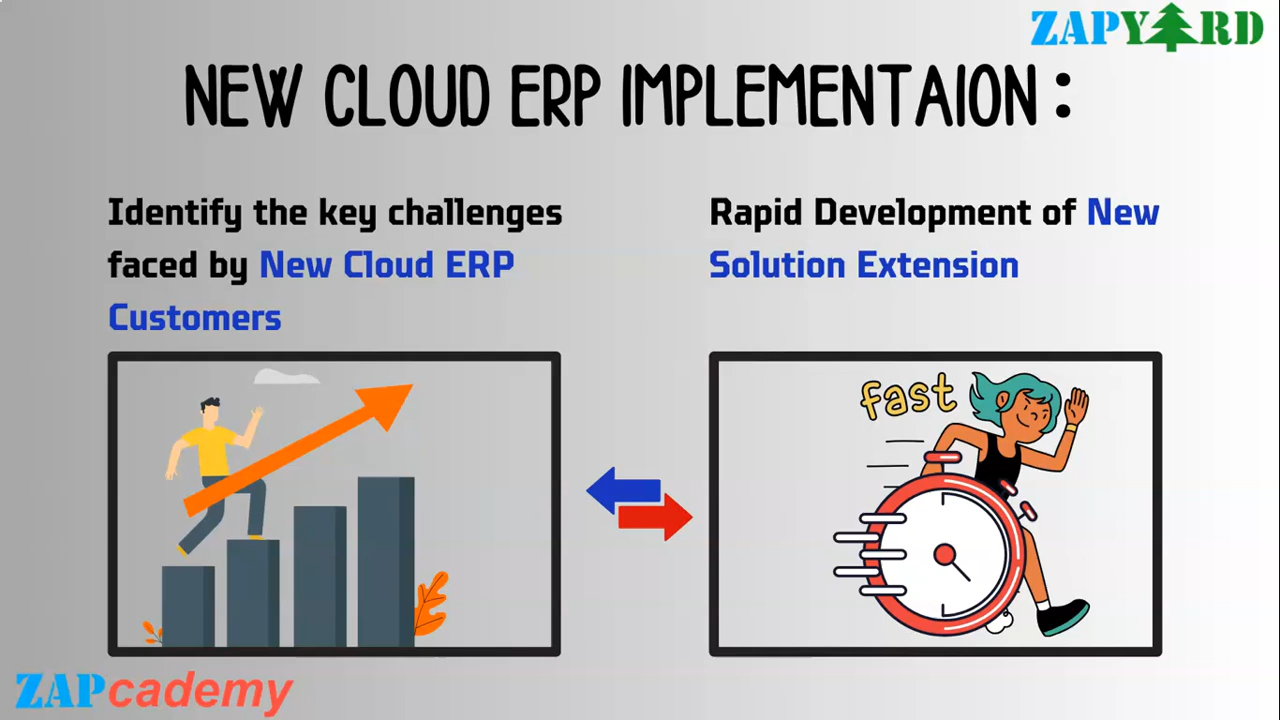 ZAPYARD
NEW CLOUD ERP IMPLEMENTAION :
Identify the key challenges
faced by New Cloud ERP
Customers
Rapid Development of New
Solution Extension
fast
ZAPcademy